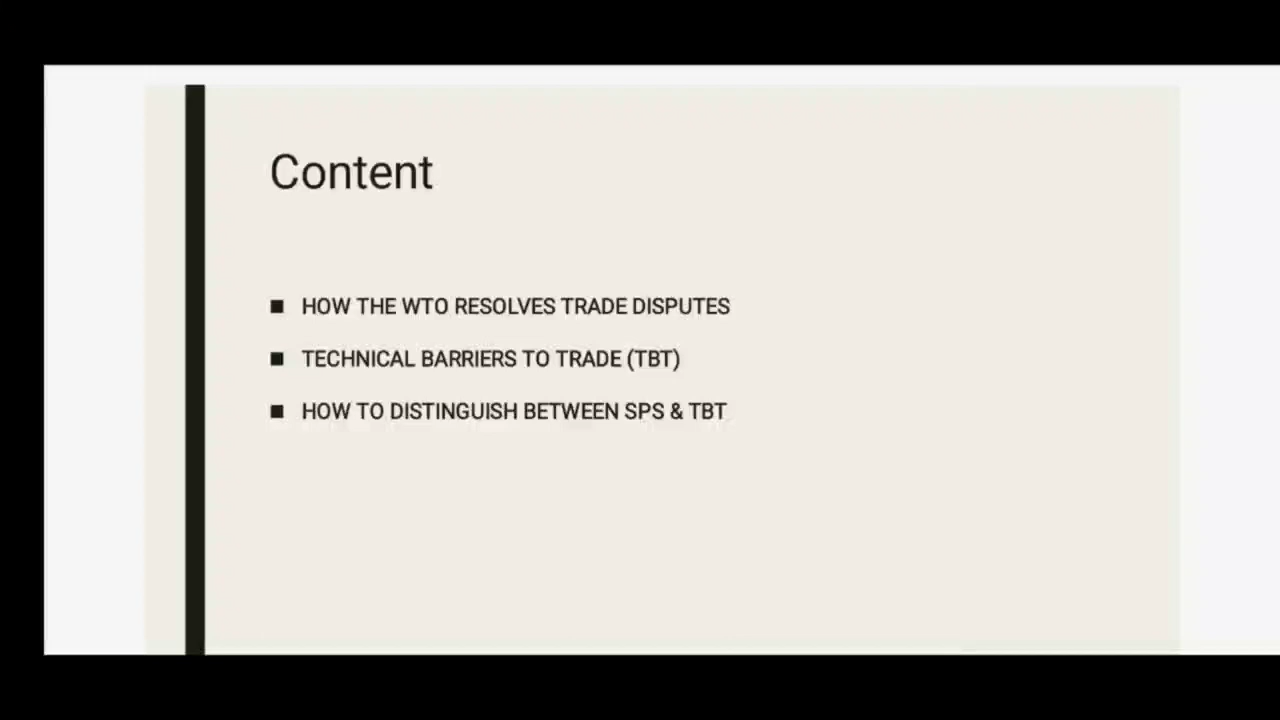 Content
HOW THE WTO RESOLVES TRADE DISPUTES
TECHNICAL BARRIERS TO TRADE (TBT)
HOW TO DISTINGUISH BETWEEN SPS & TBT